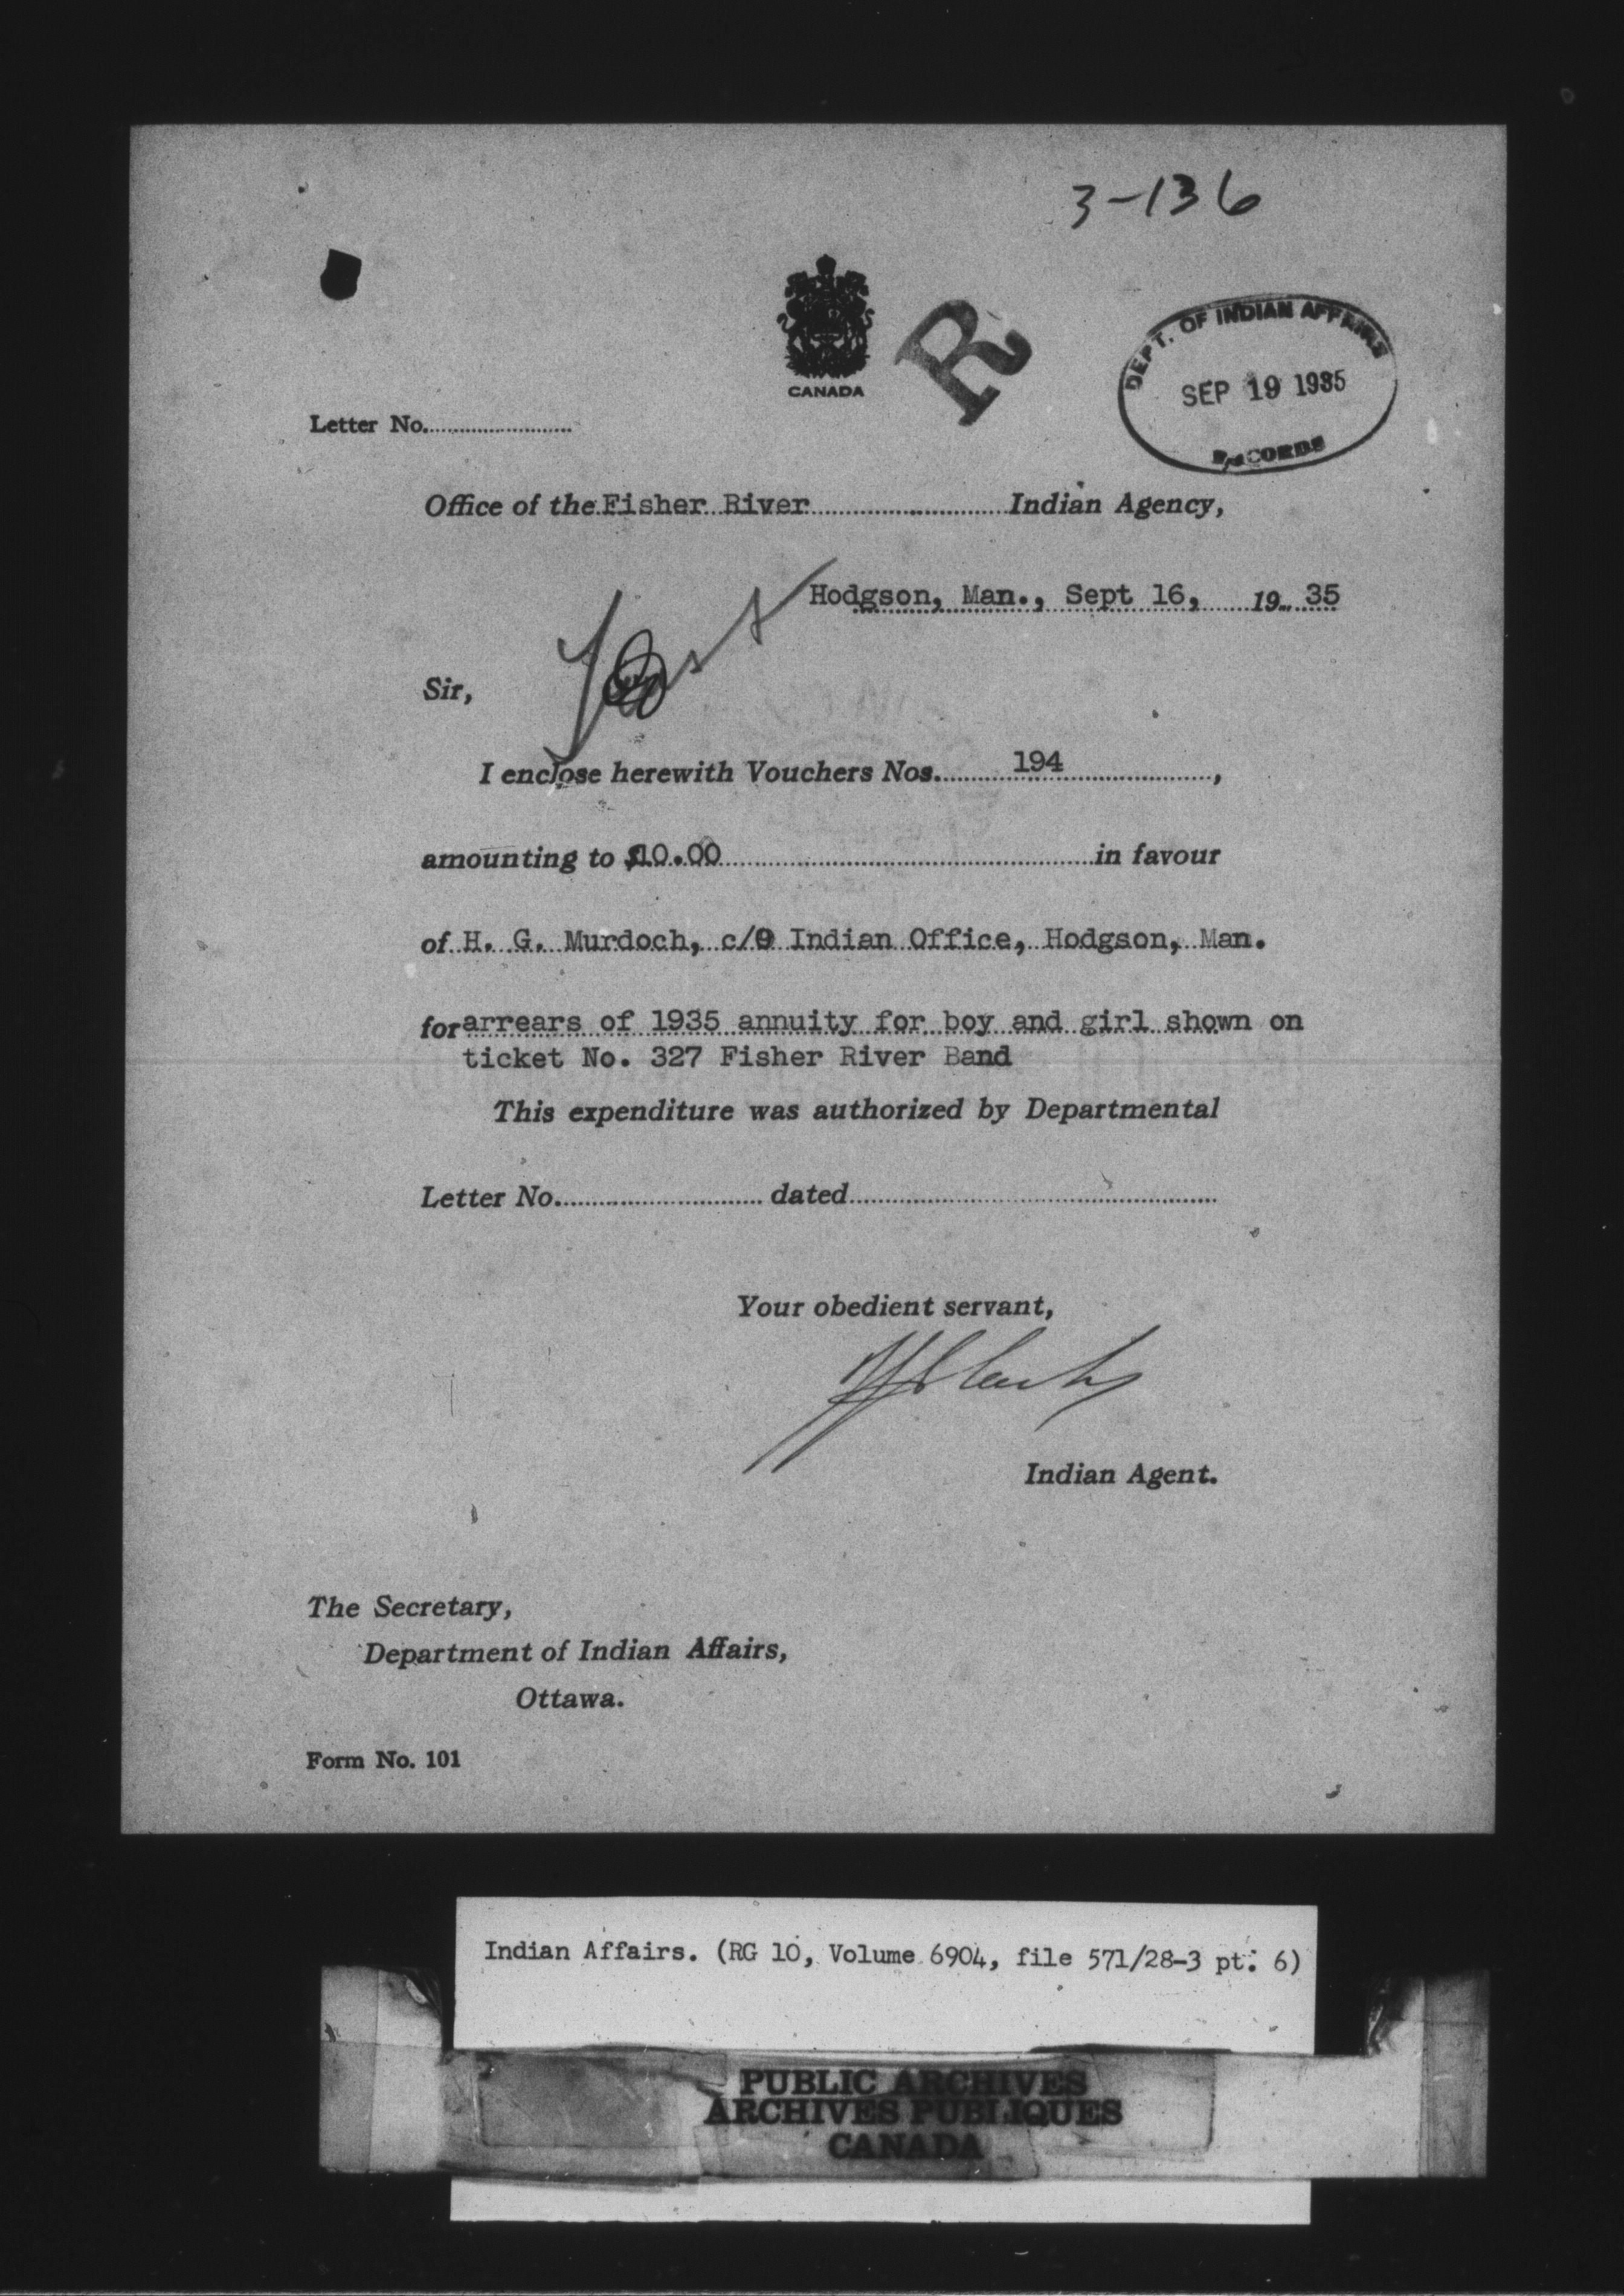 3-136
CANADA
R
DEPT. OF INDIAN AFFAIRS
SEP 19 1935
RECORDS
Letter No.........................
Office of the Fisher River Indian Agency,
Hodgson, Man., Sept 16, 19 35
Sir,
I enclose herewith Vouchers Nos. 194,
amounting to $10.00 in favour
of H. G. Murdoch, c/o Indian Office, Hodgson, Man.
for arrears of 1935 annuity for boy and girl shown on
ticket No. 327 Fisher River Band
This expenditure was authorized by Departmental
Letter No......................... dated.............................................
Your obedient servant,
Indian Agent.
The Secretary,
Department of Indian Affairs,
Ottawa.
Form No. 101
Indian Affairs. (RG 10, Volume 6904, file 571/28-3 pt. 6)
PUBLIC ARCHIVES
ARCHIVES PUBLIQUES
CANADA